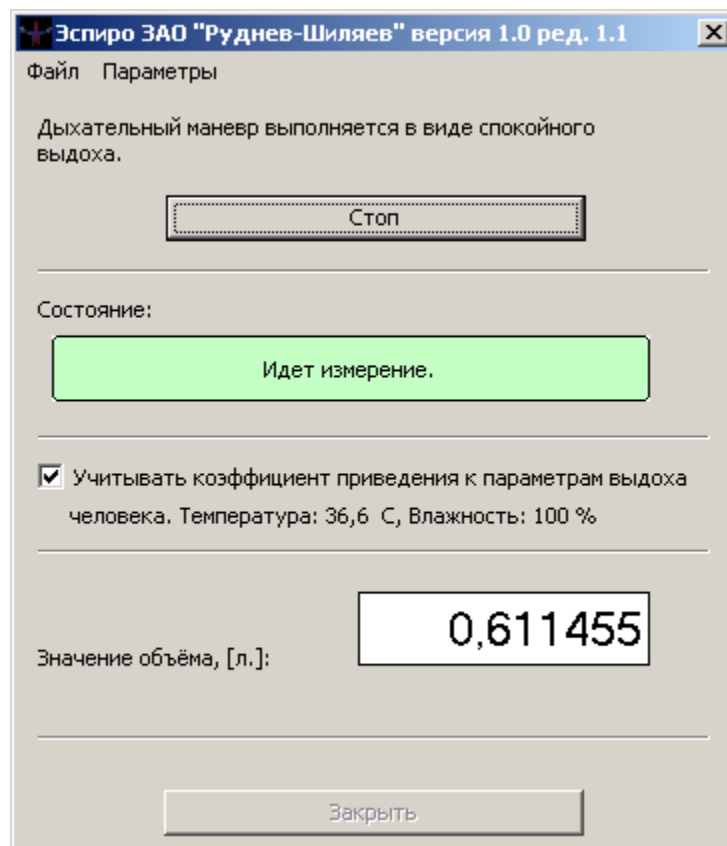 Эспиро ЗАО "Руднев-Шиляев" версия 1.0 ред. 1.1
Файл Параметры
Дыхательный маневр выполняется в виде спокойного
выдоха.
Стоп
Состояние:
Идет измерение.
Учитывать коэффициент приведения к параметрам выдоха
человека. Температура: 36,6 С, Влажность: 100 %
0,611455
Значение объёма, [л.]:
Закрыть